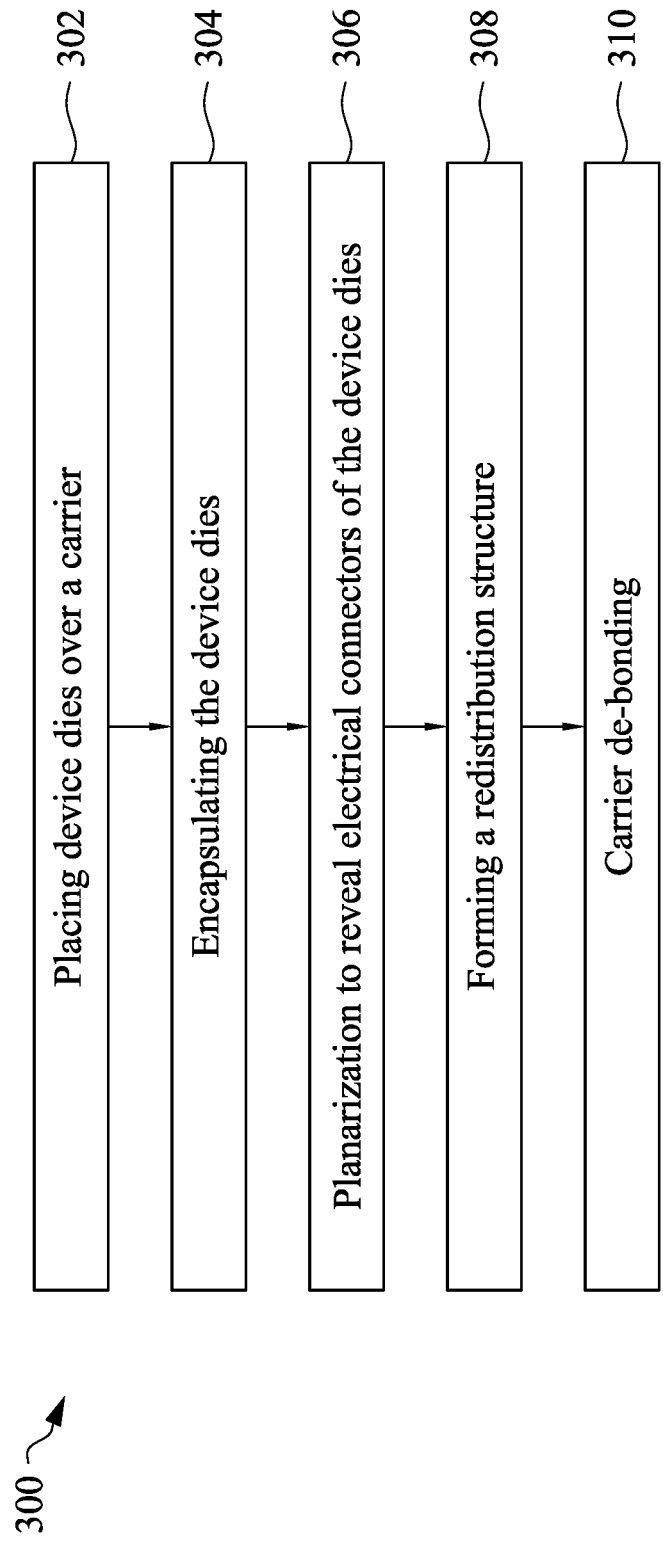 300
Placing device dies over a carrier
302
Encapsulating the device dies
304
Planarization to reveal electrical connectors of the device dies
306
Forming a redistribution structure
308
Carrier de-bonding
310